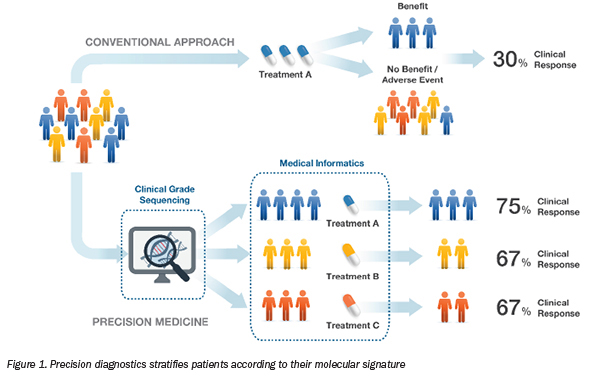 Benefit
CONVENTIONAL APPROACH
Treatment A
No Benefit /
Adverse Event
30% Clinical
Response
Medical Informatics
Clinical Grade
Sequencing
Treatment A
75% Clinical
Response
Treatment B
67% Clinical
Response
Treatment C
67% Clinical
Response
PRECISION MEDICINE
Figure 1. Precision diagnostics stratifies patients according to their molecular signature